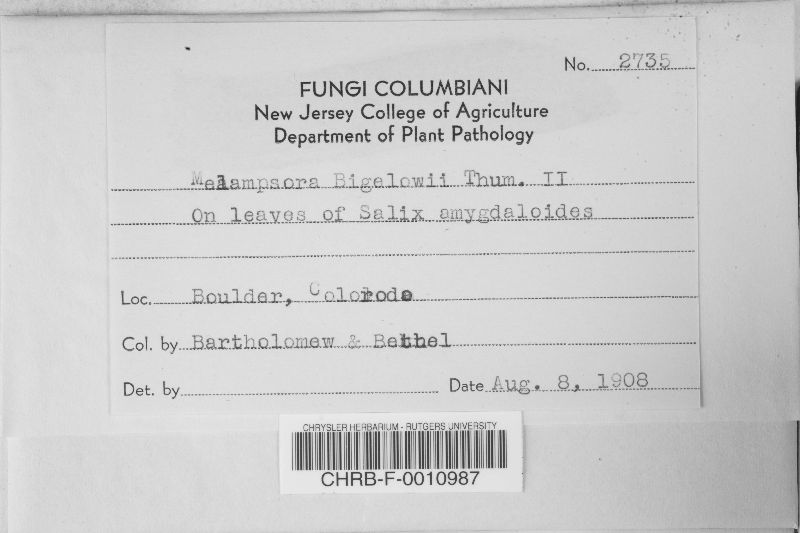 No. 2735
FUNGI COLUMBIANI
New Jersey College of Agriculture
Department of Plant Pathology
Melampsora Bigelowii Thum. II
On leaves of Salix amygdaloides
Loc. Boulder, Colorodo
Col. by Bartholomew & Bethel
Det. by
Date Aug. 8, 1908
CHRYSLER HERBARIUM - RUTGERS UNIVERSITY
CHRB-F-0010987